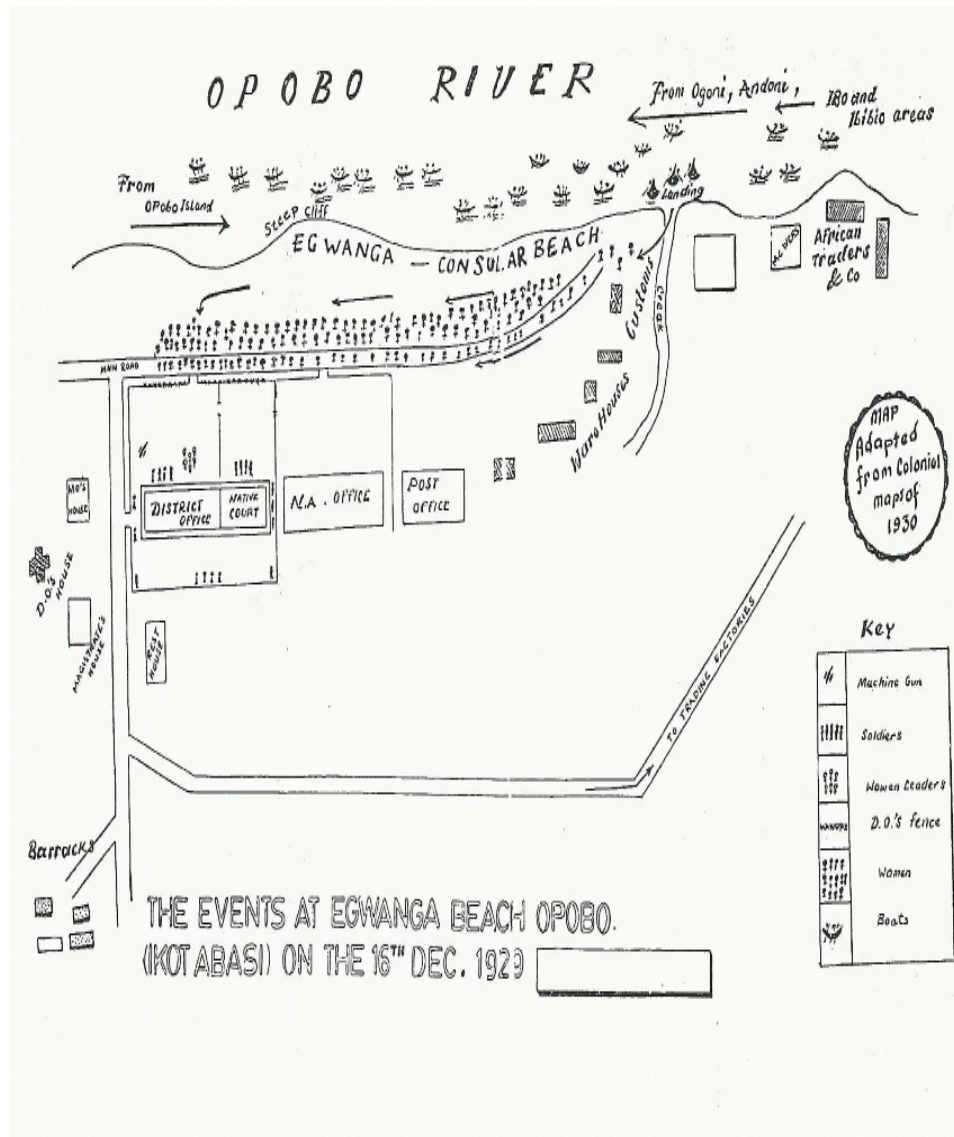 OPOBO RIVER
From Ogoni, Andoni,
IBO and
Ibibio areas
From
OPobo Island
Steep Cliff
Landing
EGWANGA — CONSULAR BEACH
African
Traders
& Co
Customs
Creek
MAIN ROAD
WareHouses
MAP
Adapted
from Colonial
maps of
1930
MO'S
HOUSE
DISTRICT
OFFICE
NATIVE
COURT
N.A. OFFICE
POST
OFFICE
D.O.'S
HOUSE
MAGISTRATE'S
HOUSE
REST
HOUSE
TO TRADING FACTORIES
Key
Machine Gun
Soldiers
Women Leaders
D.O.'s fence
Women
Boats
Barracks
THE EVENTS AT EGWANGA BEACH OPOBO.
(IKOT ABASI) ON THE 16TH DEC. 1929